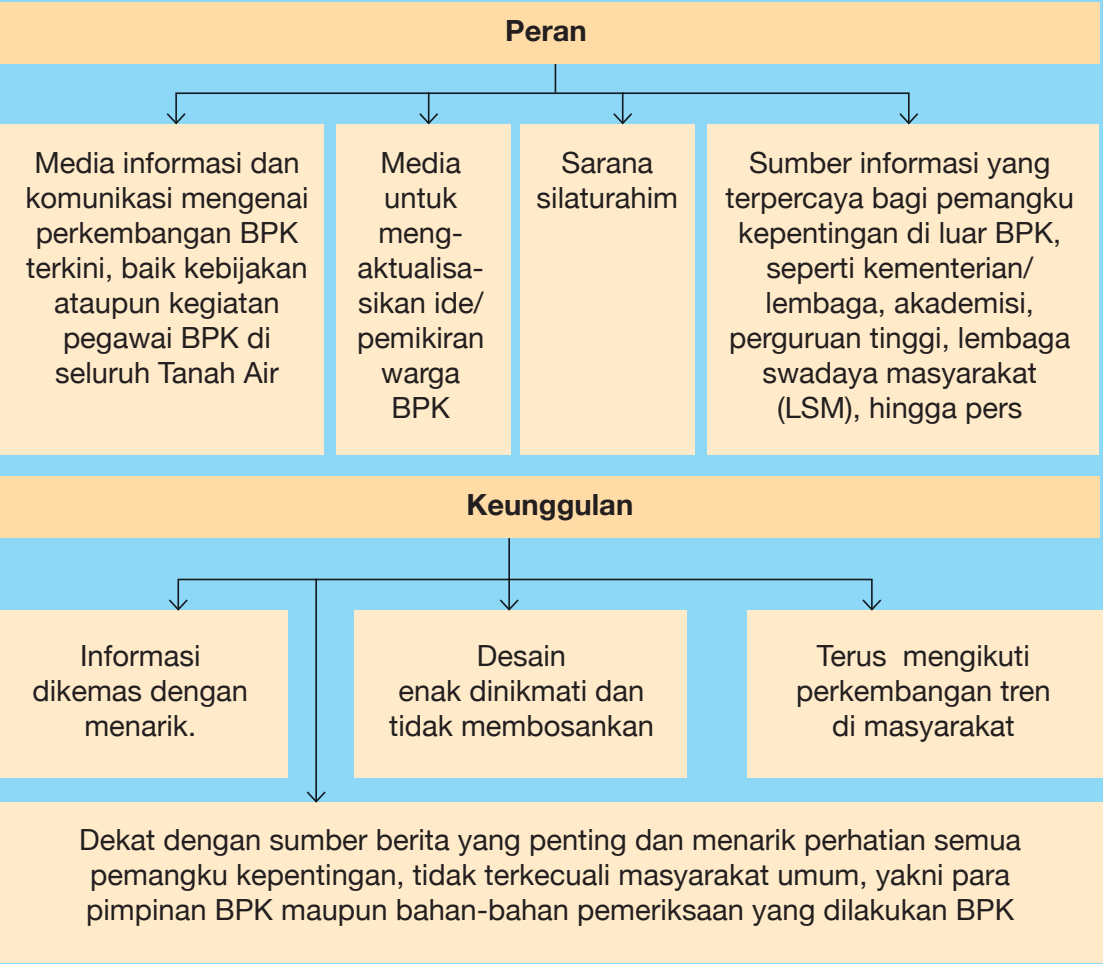 Peran
Media informasi dan
komunikasi mengenai
perkembangan BPK
terkini, baik kebijakan
ataupun kegiatan
pegawai BPK di
seluruh Tanah Air
Media
untuk
meng-
aktualisa-
sikan ide/
pemikiran
warga
BPK
Sarana
silaturahim
Sumber informasi yang
terpercaya bagi pemangku
kepentingan di luar BPK,
seperti kementerian/
lembaga, akademisi,
perguruan tinggi, lembaga
swadaya masyarakat
(LSM), hingga pers
Keunggulan
Informasi
dikemas dengan
menarik.
Desain
enak dinikmati dan
tidak membosankan
Terus mengikuti
perkembangan tren
di masyarakat
Dekat dengan sumber berita yang penting dan menarik perhatian semua
pemangku kepentingan, tidak terkecuali masyarakat umum, yakni para
pimpinan BPK maupun bahan-bahan pemeriksaan yang dilakukan BPK